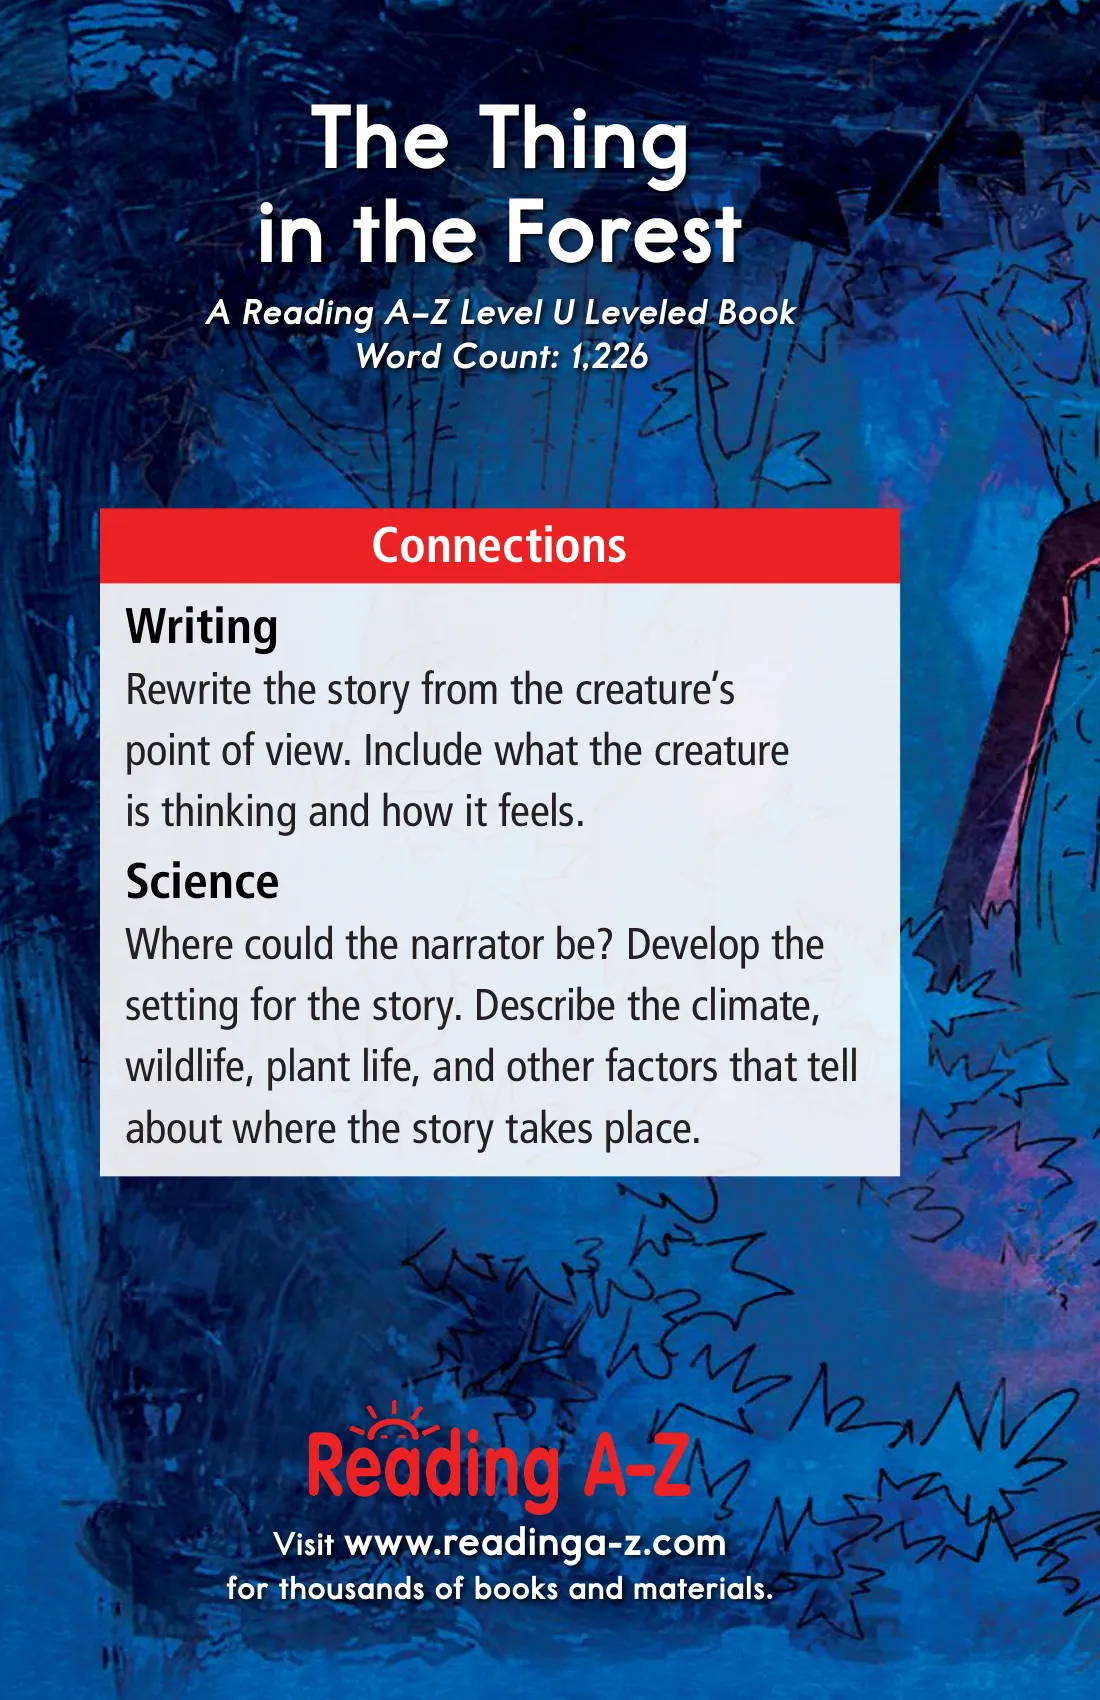 The Thing
in the Forest
A Reading A–Z Level U Leveled Book
Word Count: 1,226
Connections
Writing
Rewrite the story from the creature’s
point of view. Include what the creature
is thinking and how it feels.
Science
Where could the narrator be? Develop the
setting for the story. Describe the climate,
wildlife, plant life, and other factors that tell
about where the story takes place.
Reading A–Z
Visit www.readinga-z.com
for thousands of books and materials.